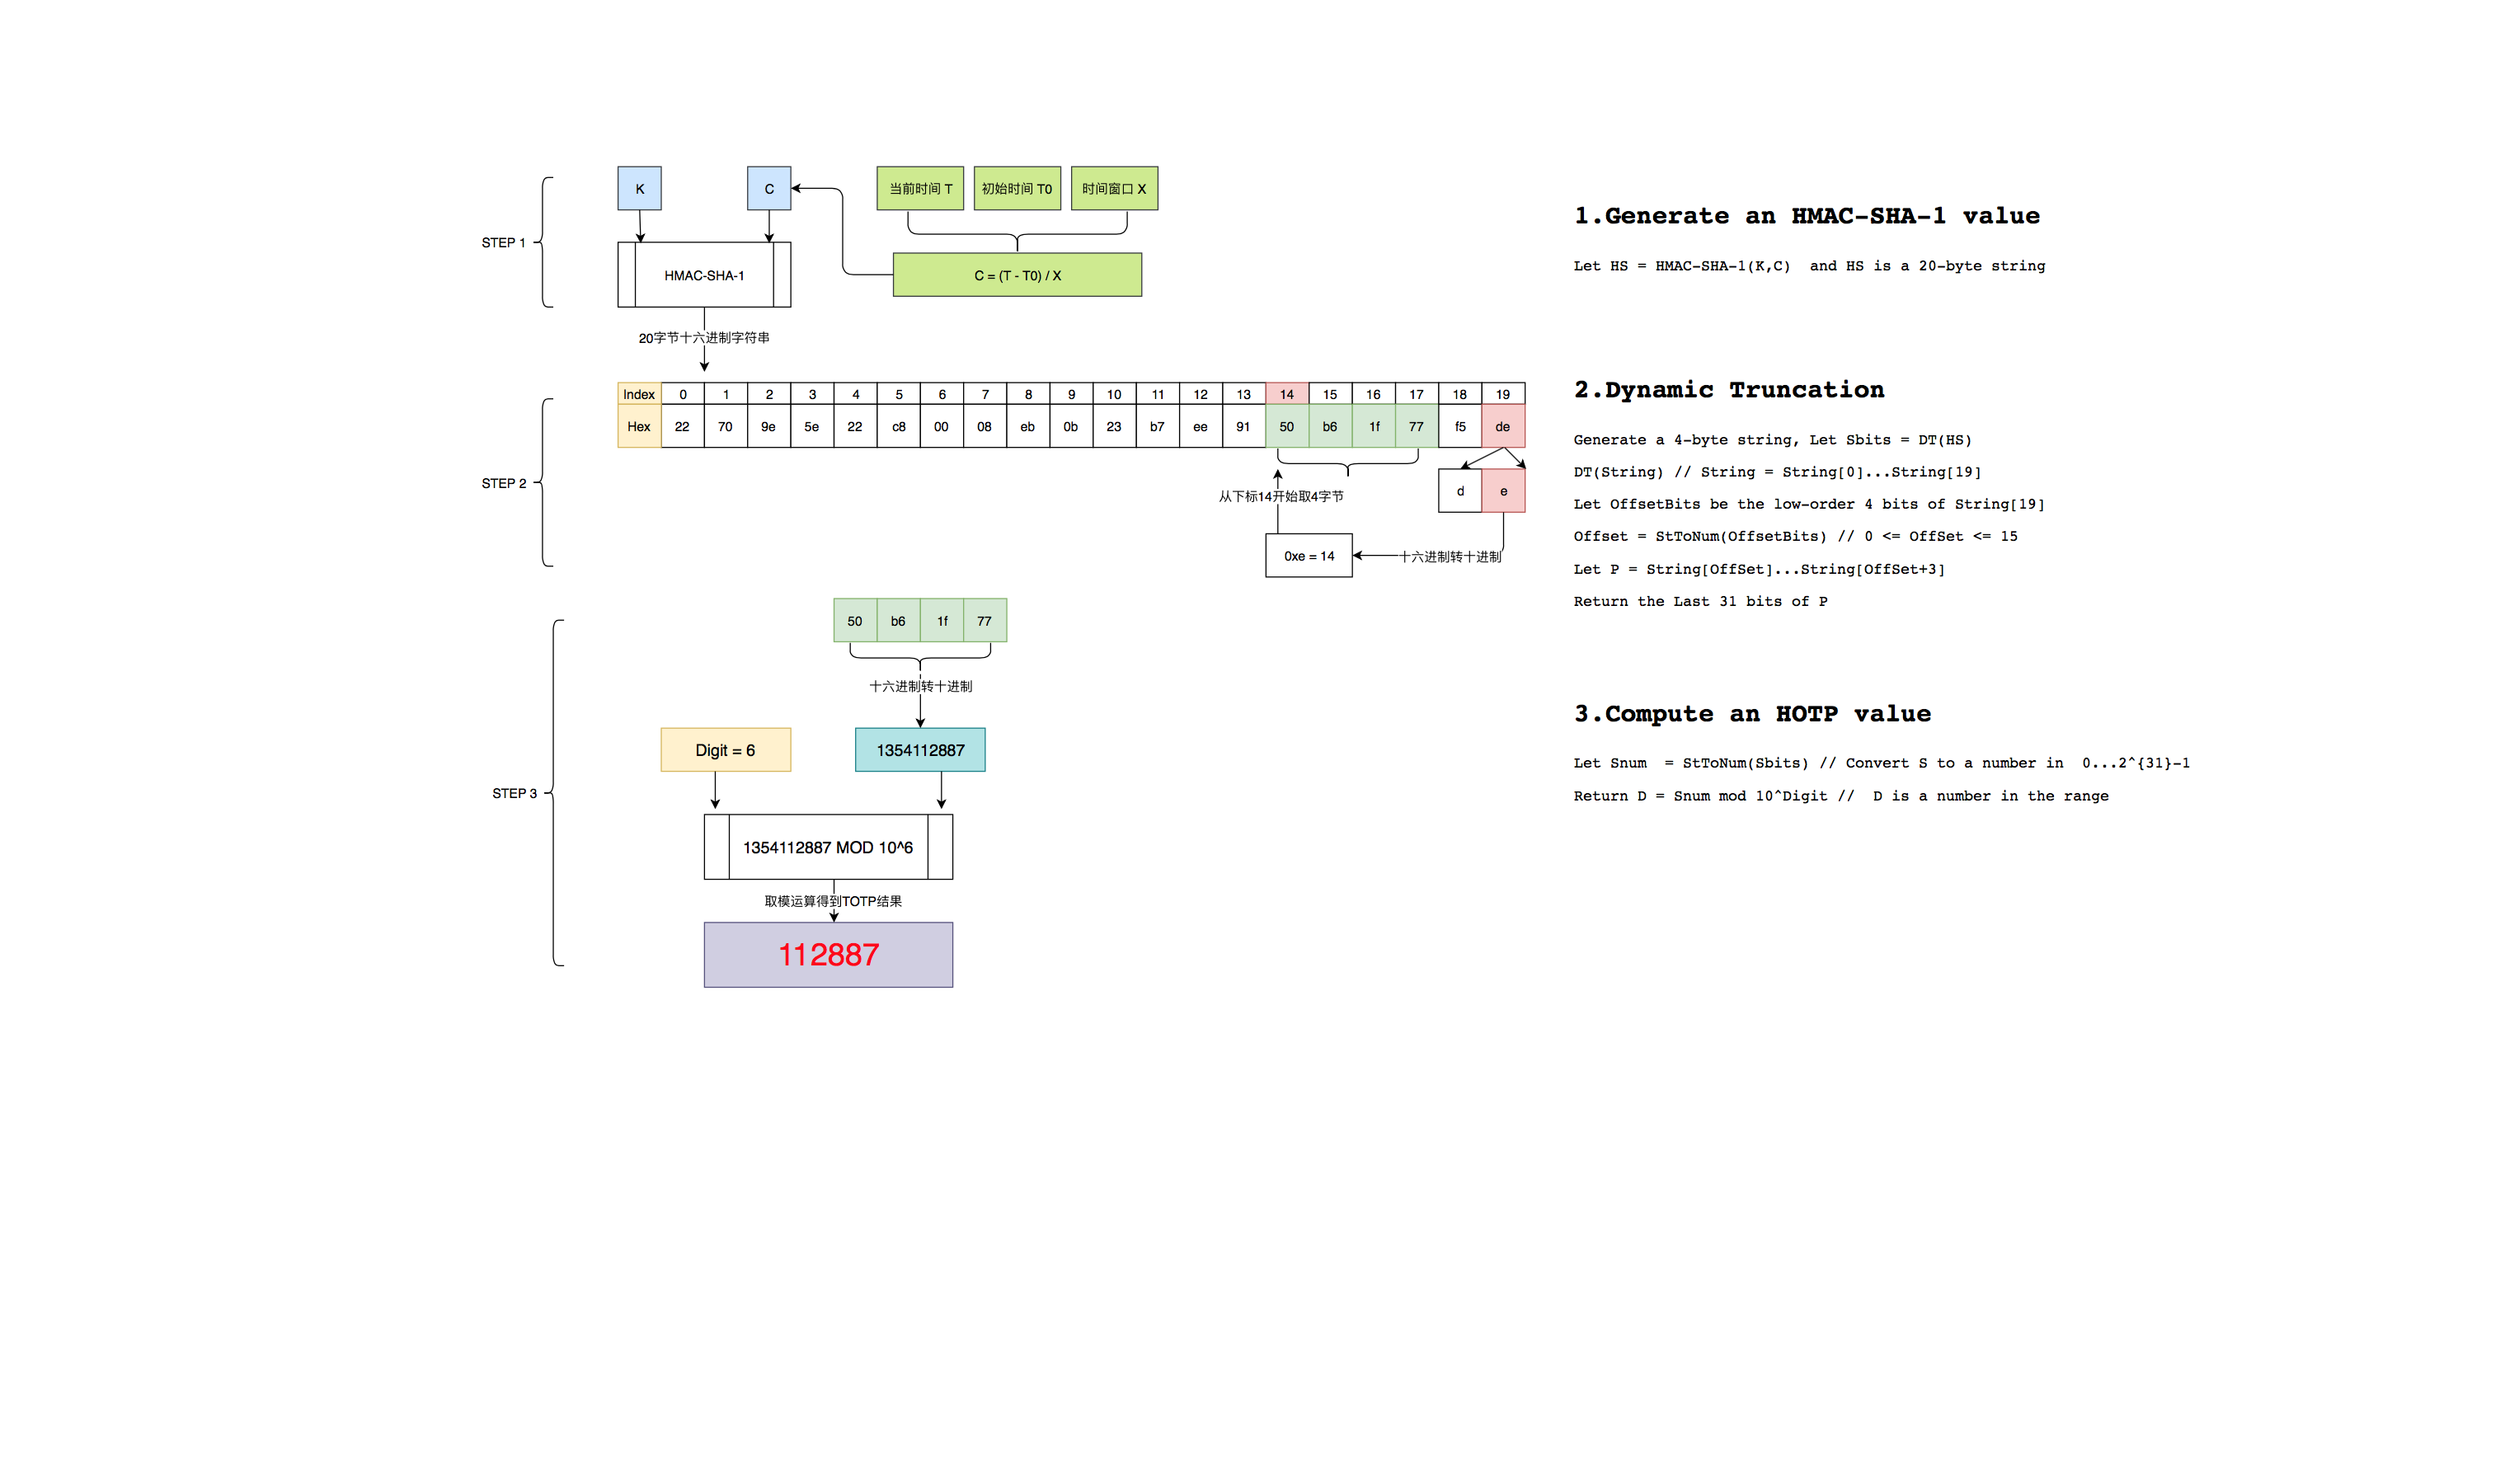 K
C
当前时间 T
初始时间 T0
时间窗口 X
STEP 1
HMAC-SHA-1
C = (T - T0) / X
20字节十六进制字符串
1.Generate an HMAC-SHA-1 value
Let HS = HMAC-SHA-1(K,C)  and HS is a 20-byte string
Index 0 1 2 3 4 5 6 7 8 9 10 11 12 13 14 15 16 17 18 19
Hex 22 70 9e 5e 22 c8 00 08 eb 0b 23 b7 ee 91 50 b6 1f 77 f5 de
STEP 2
d e
从下标14开始取4字节
0xe = 14
十六进制转十进制
2.Dynamic Truncation
Generate a 4-byte string, Let Sbits = DT(HS)
DT(String) // String = String[0]...String[19]
Let OffsetBits be the low-order 4 bits of String[19]
Offset = StToNum(OffsetBits) // 0 <= OffSet <= 15
Let P = String[OffSet]...String[OffSet+3]
Return the Last 31 bits of P
50 b6 1f 77
十六进制转十进制
Digit = 6
1354112887
STEP 3
1354112887 MOD 10^6
取模运算得到TOTP结果
112887
3.Compute an HOTP value
Let Snum  = StToNum(Sbits) // Convert S to a number in  0...2^{31}-1
Return D = Snum mod 10^Digit //  D is a number in the range